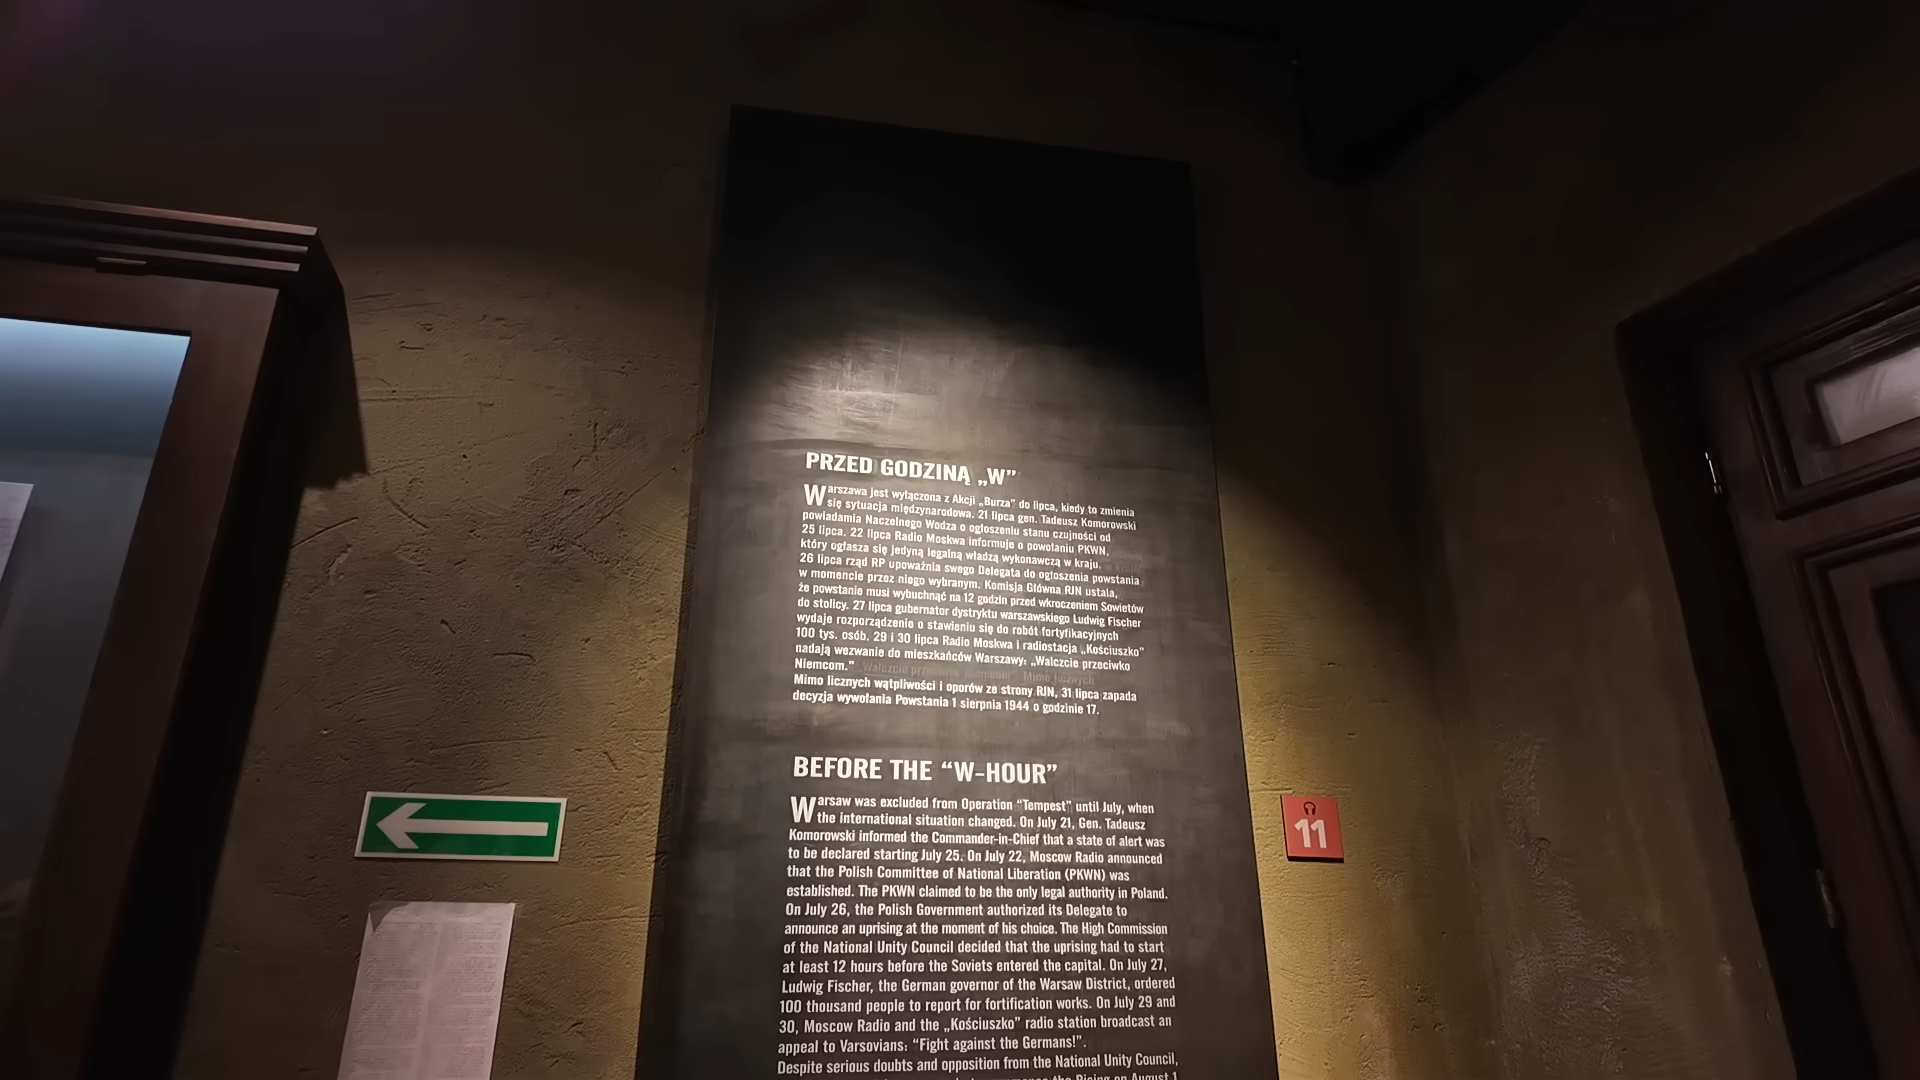 PRZED GODZINĄ „W”
Warszawa jest wyłączona z Akcji „Burza” do lipca, kiedy to zmienia
się sytuacja międzynarodowa. 21 lipca gen. Tadeusz Komorowski
powiadamia Naczelnego Wodza o ogłoszeniu stanu czujności od
25 lipca. 22 lipca Radio Moskwa informuje o powołaniu PKWN,
który ogłasza się jedyną legalną władzą wykonawczą w kraju.
26 lipca rząd RP upoważnia swego Delegata do ogłoszenia powstania
w momencie przez niego wybranym. Komisja Główna RJN ustala,
że powstanie musi wybuchnąć na 12 godzin przed wkroczeniem Sowietów
do stolicy. 27 lipca gubernator dystryktu warszawskiego Ludwig Fischer
wydaje rozporządzenie o stawieniu się do robót fortyfikacyjnych
100 tys. osób. 29 i 30 lipca Radio Moskwa i radiostacja „Kościuszko”
nadają wezwanie do mieszkańców Warszawy: „Walczcie przeciwko
Niemcom.”
Mimo licznych wątpliwości i oporów ze strony RJN, 31 lipca zapada
decyzja wywołania Powstania 1 sierpnia 1944 o godzinie 17.
BEFORE THE “W-HOUR”
Warsaw was excluded from Operation “Tempest” until July, when
the international situation changed. On July 21, Gen. Tadeusz
Komorowski informed the Commander-in-Chief that a state of alert was
to be declared starting July 25. On July 22, Moscow Radio announced
that the Polish Committee of National Liberation (PKWN) was
established. The PKWN claimed to be the only legal authority in Poland.
On July 26, the Polish Government authorized its Delegate to
announce an uprising at the moment of his choice. The High Commission
of the National Unity Council decided that the uprising had to start
at least 12 hours before the Soviets entered the capital. On July 27,
Ludwig Fischer, the German governor of the Warsaw District, ordered
100 thousand people to report for fortification works. On July 29 and
30, Moscow Radio and the „Kościuszko” radio station broadcast an
appeal to Varsovians: “Fight against the Germans!”.
Despite serious doubts and opposition from the National Unity Council,
the Rising on August 1
11